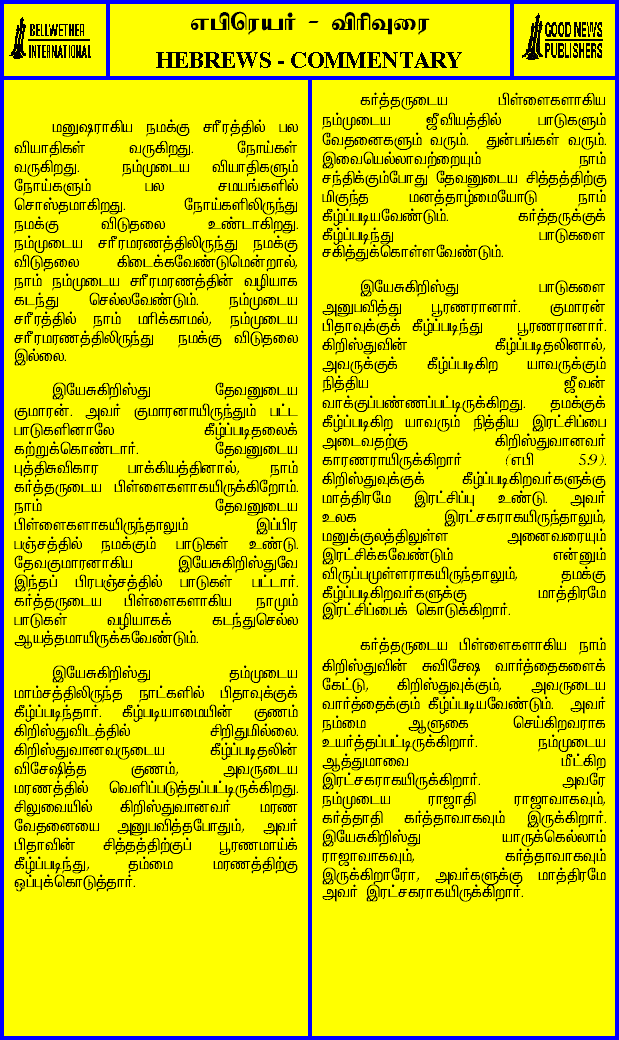 BELLWETHER
INTERNATIONAL
எபிரெயர் - விரிவுரை
HEBREWS - COMMENTARY
GOOD NEWS
PUBLISHERS
மனுஷராகிய நமக்கு சரீரத்தில் பல
வியாதிகள் வருகிறது. நோய்கள்
வருகிறது. நம்முடைய வியாதிகளும்
நோய்களும் பல சமயங்களில்
சொஸ்தமாகிறது. நோய்களிலிருந்து
நமக்கு விடுதலை உண்டாகிறது.
நம்முடைய சரீரமரணத்திலிருந்து நமக்கு
விடுதலை கிடைக்கவேண்டுமென்றால்,
நாம் நம்முடைய சரீரமரணத்தின் வழியாக
கடந்து செல்லவேண்டும். நம்முடைய
சரீரத்தில் நாம் மரிக்காமல், நம்முடைய
சரீரமரணத்திலிருந்து நமக்கு விடுதலை
இல்லை.
இயேசுகிறிஸ்து தேவனுடைய
குமாரன். அவர் குமாரனாயிருந்தும் பட்ட
பாடுகளினாலே கீழ்ப்படிதலைக்
கற்றுக்கொண்டார். தேவனுடைய
புத்திசுவிகார பாக்கியத்தினால், நாம்
கர்த்தருடைய பிள்ளைகளாகயிருக்கிறோம்.
நாம் தேவனுடைய
பிள்ளைகளாகயிருந்தாலும் இப்பிர
பஞ்சத்தில் நமக்கும் பாடுகள் உண்டு.
தேவகுமாரனாகிய இயேசுகிறிஸ்துவே
இந்தப் பிரபஞ்சத்தில் பாடுகள் பட்டார்.
கர்த்தருடைய பிள்ளைகளாகிய நாமும்
பாடுகள் வழியாகக் கடந்துசெல்ல
ஆயத்தமாயிருக்கவேண்டும்.
இயேசுகிறிஸ்து தம்முடைய
மாம்சத்திலிருந்த நாட்களில் பிதாவுக்குக்
கீழ்ப்படிந்தார். கீழ்படியாமையின் குணம்
கிறிஸ்துவிடத்தில் சிறிதுமில்லை.
கிறிஸ்துவானவருடைய கீழ்ப்படிதலின்
விசேஷித்த குணம், அவருடைய
மரணத்தில் வெளிப்படுத்தப்பட்டிருக்கிறது.
சிலுவையில் கிறிஸ்துவானவர் மரண
வேதனையை அனுபவித்தபோதும், அவர்
பிதாவின் சித்தத்திற்குப் பூரணமாய்க்
கீழ்ப்படிந்து, தம்மை மரணத்திற்கு
ஒப்புக்கொடுத்தார்.
கர்த்தருடைய பிள்ளைகளாகிய
நம்முடைய ஜீவியத்தில் பாடுகளும்
வேதனைகளும் வரும். துன்பங்கள் வரும்.
இவையெல்லாவற்றையும் நாம்
சந்திக்கும்போது தேவனுடைய சித்தத்திற்கு
மிகுந்த மனத்தாழ்மையோடு நாம்
கீழ்ப்படியவேண்டும். கர்த்தருக்குக்
கீழ்ப்படிந்து பாடுகளை
சகித்துக்கொள்ளவேண்டும்.
இயேசுகிறிஸ்து பாடுகளை
அனுபவித்து பூரணரானார். குமாரன்
பிதாவுக்குக் கீழ்ப்படிந்து பூரணரானார்.
கிறிஸ்துவின் கீழ்ப்படிதலினால்,
அவருக்குக் கீழ்ப்படிகிற யாவருக்கும்
நித்திய ஜீவன்
வாக்குப்பண்ணப்பட்டிருக்கிறது. தமக்குக்
கீழ்ப்படிகிற யாவரும் நித்திய இரட்சிப்பை
அடைவதற்கு கிறிஸ்துவானவர்
காரணராயிருக்கிறார் (எபி 5:9).
கிறிஸ்துவுக்குக் கீழ்ப்படிகிறவர்களுக்கு
மாத்திரமே இரட்சிப்பு உண்டு. அவர்
உலக இரட்சகராகயிருந்தாலும்,
மனுக்குலத்திலுள்ள அனைவரையும்
இரட்சிக்கவேண்டும் என்னும்
விருப்பமுள்ளராகயிருந்தாலும், தமக்கு
கீழ்ப்படிகிறவர்களுக்கு மாத்திரமே
இரட்சிப்பைக் கொடுக்கிறார்.
கர்த்தருடைய பிள்ளைகளாகிய நாம்
கிறிஸ்துவின் சுவிசேஷ வார்த்தைகளைக்
கேட்டு, கிறிஸ்துவுக்கும், அவருடைய
வார்த்தைக்கும் கீழ்ப்படியவேண்டும். அவர்
நம்மை ஆளுகை செய்கிறவராக
உயர்த்தப்பட்டிருக்கிறார். நம்முடைய
ஆத்துமாவை மீட்கிற
இரட்சகராகயிருக்கிறார். அவரே
நம்முடைய ராஜாதி ராஜாவாகவும்,
கர்த்தாதி கர்த்தாவாகவும் இருக்கிறார்.
இயேசுகிறிஸ்து யாருக்கெல்லாம்
ராஜாவாகவும், கர்த்தாவாகவும்
இருக்கிறாரோ, அவர்களுக்கு மாத்திரமே
அவர் இரட்சகராகயிருக்கிறார்.